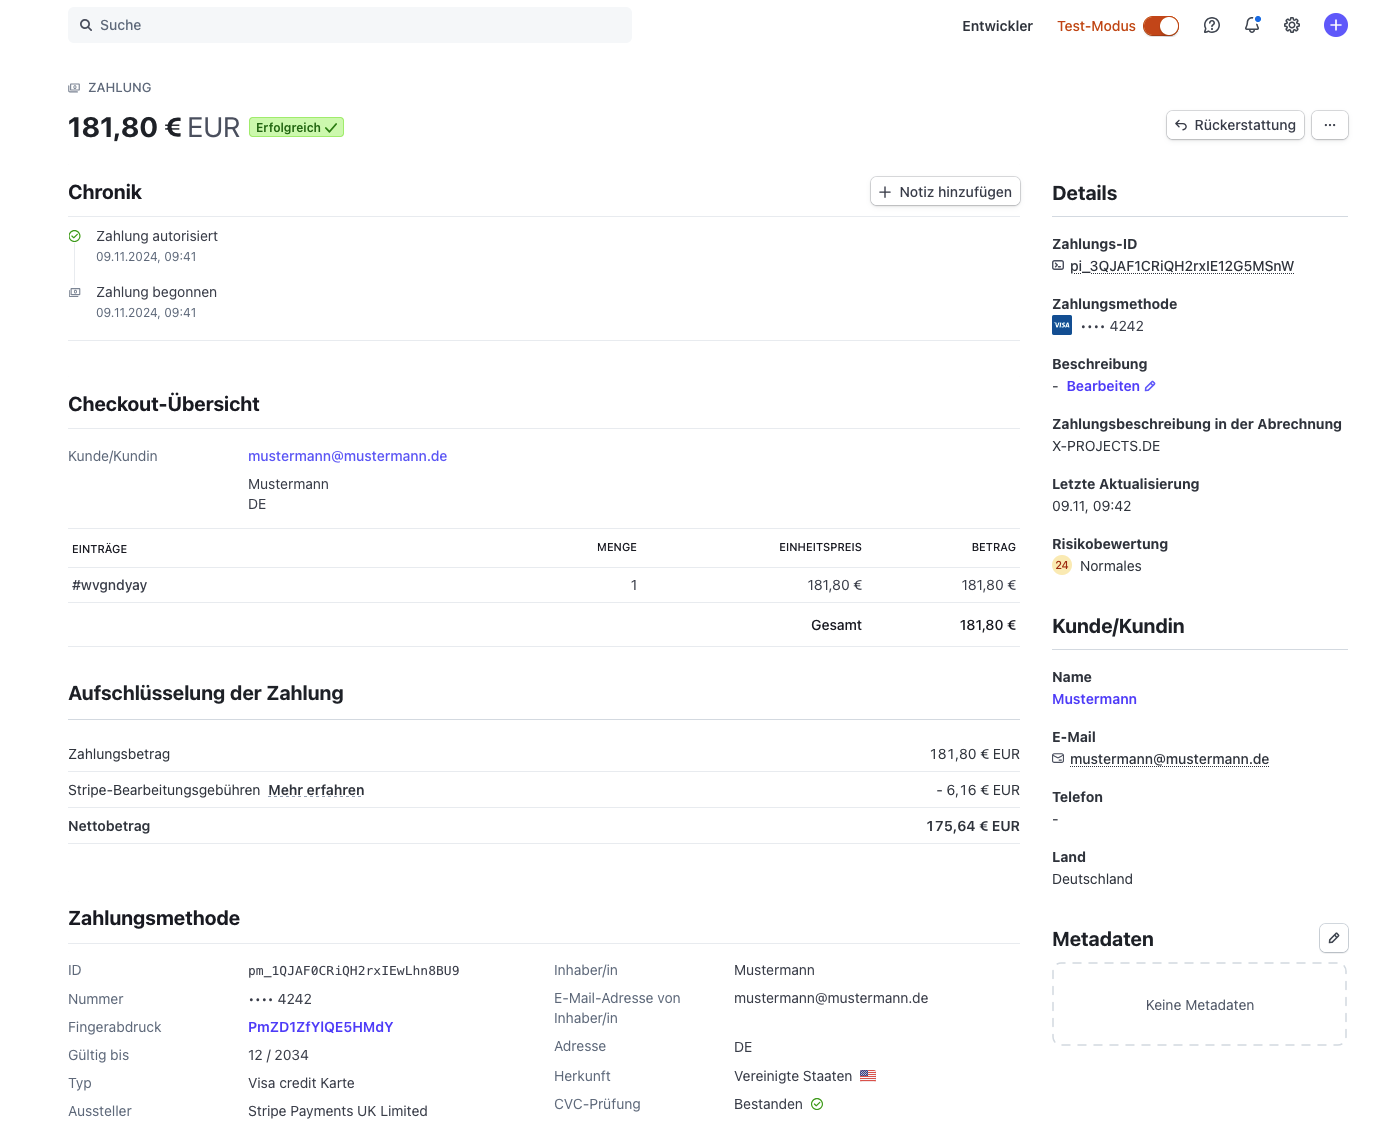 Suche
Entwickler
Test-Modus
ZAHLUNG
181,80 € EUR Erfolgreich
Rückerstattung
Chronik
Notiz hinzufügen
Zahlung autorisiert
09.11.2024, 09:41
Zahlung begonnen
09.11.2024, 09:41
Checkout-Übersicht
Kunde/Kundin mustermann@mustermann.de
Mustermann
DE
EINTRÄGE MENGE EINHEITSPREIS BETRAG
#wvgndyay 1 181,80 € 181,80 €
Gesamt 181,80 €
Aufschlüsselung der Zahlung
Zahlungsbetrag 181,80 € EUR
Stripe-Bearbeitungsgebühren Mehr erfahren - 6,16 € EUR
Nettobetrag 175,64 € EUR
Zahlungsmethode
ID pm_1QJAF0CRiQH2rxIEwLhn8BU9
Nummer •••• 4242
Fingerabdruck PmZD1ZfYlQE5HMdY
Gültig bis 12 / 2034
Typ Visa credit Karte
Aussteller Stripe Payments UK Limited
Inhaber/in Mustermann
E-Mail-Adresse von mustermann@mustermann.de
Inhaber/in
Adresse DE
Herkunft Vereinigte Staaten
CVC-Prüfung Bestanden
Details
Zahlungs-ID
pi_3QJAF1CRiQH2rxIE12G5MSnW
Zahlungsmethode
VISA •••• 4242
Beschreibung
- Bearbeiten
Zahlungsbeschreibung in der Abrechnung
X-PROJECTS.DE
Letzte Aktualisierung
09.11, 09:42
Risikobewertung
24 Normales
Kunde/Kundin
Name
Mustermann
E-Mail
mustermann@mustermann.de
Telefon
-
Land
Deutschland
Metadaten
Keine Metadaten